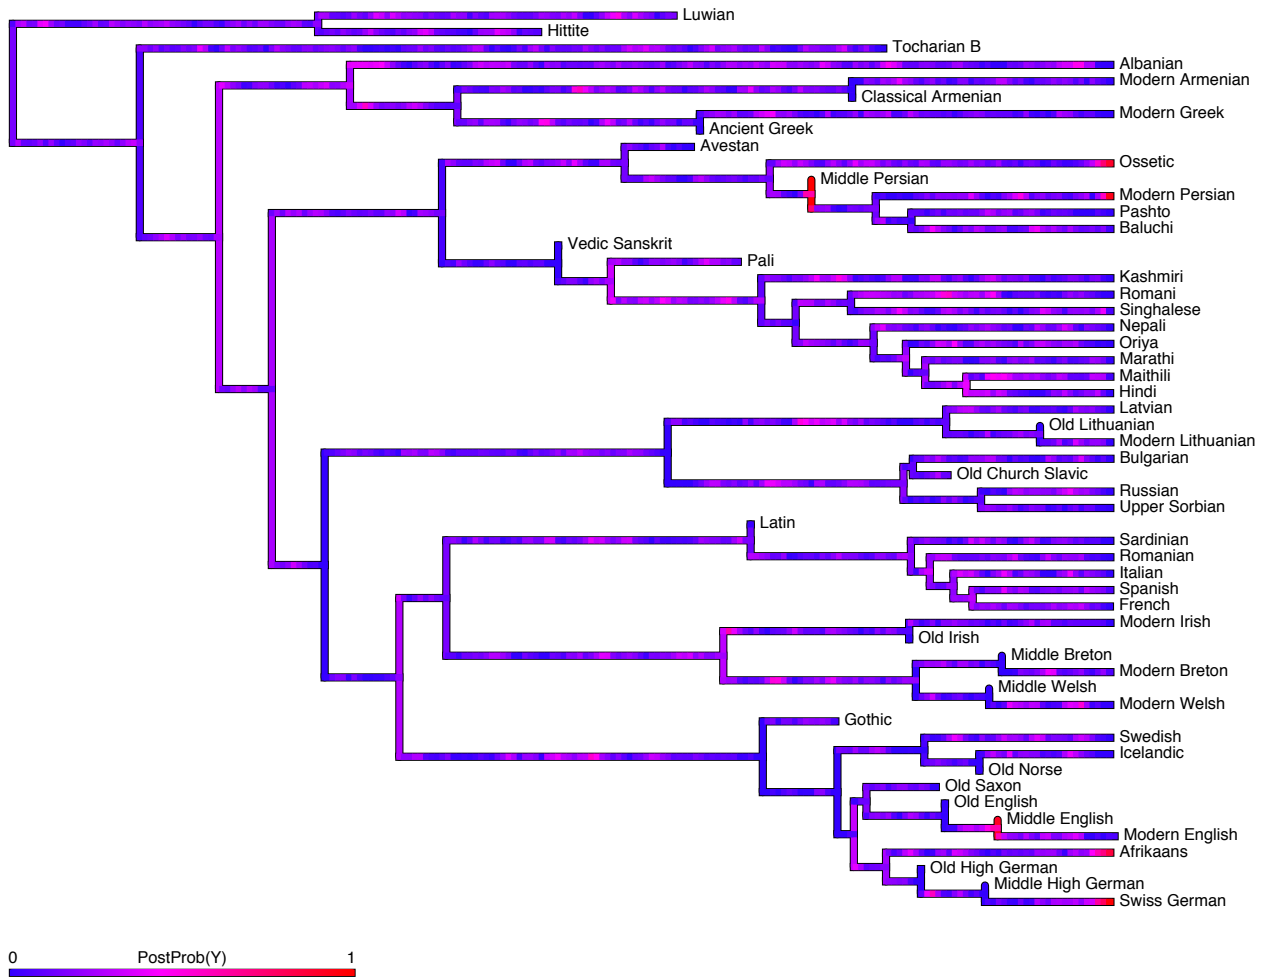 Luwian
Hittite
Tocharian B
Albanian
Modern Armenian
Classical Armenian
Modern Greek
Ancient Greek
Avestan
Ossetic
Middle Persian
Modern Persian
Pashto
Baluchi
Vedic Sanskrit
Pali
Kashmiri
Romani
Singhalese
Nepali
Oriya
Marathi
Maithili
Hindi
Latvian
Old Lithuanian
Modern Lithuanian
Bulgarian
Old Church Slavic
Russian
Upper Sorbian
Latin
Sardinian
Romanian
Italian
Spanish
French
Modern Irish
Old Irish
Middle Breton
Modern Breton
Middle Welsh
Modern Welsh
Gothic
Swedish
Icelandic
Old Norse
Old Saxon
Old English
Middle English
Modern English
Afrikaans
Old High German
Middle High German
Swiss German
0 PostProb(Y) 1